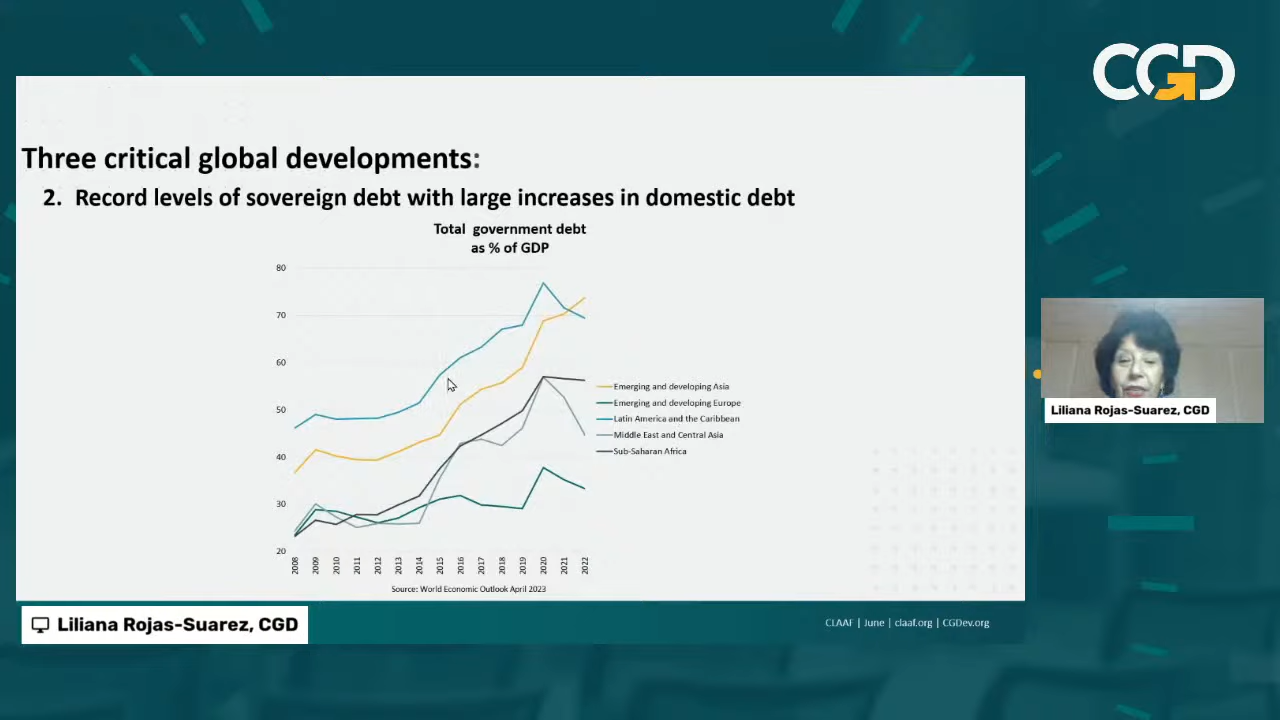 CGD
Three critical global developments:
2. Record levels of sovereign debt with large increases in domestic debt
Total government debt
as % of GDP
80
70
60
50
40
30
20
2008
2009
2010
2011
2012
2013
2014
2015
2016
2017
2018
2019
2020
2021
2022
Emerging and developing Asia
Emerging and developing Europe
Latin America and the Caribbean
Middle East and Central Asia
Sub-Saharan Africa
Source: World Economic Outlook April 2023
Liliana Rojas-Suarez, CGD
Liliana Rojas-Suarez, CGD
CLAAF | June | claaf.org | CGDev.org